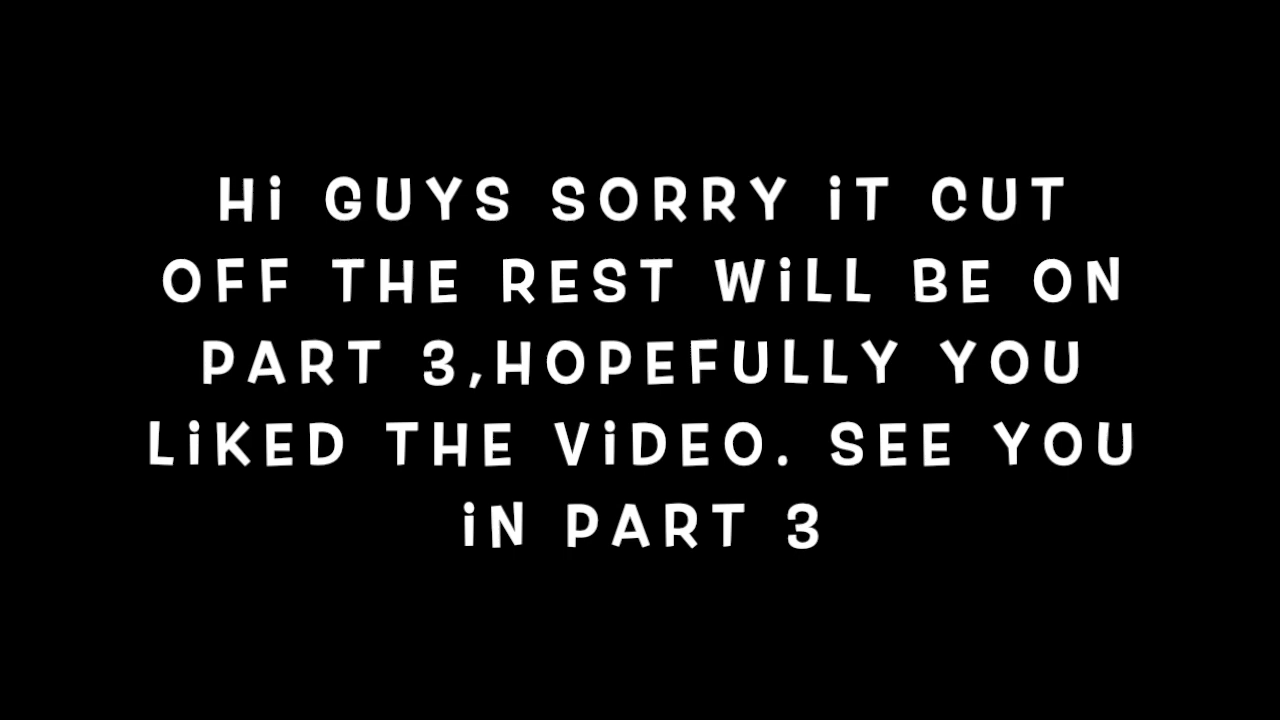 Hi GUYS SORRY iT CUT
OFF THE REST WiLL BE ON
PART 3,HOPEFULLY YOU
LiKED THE ViDEO. SEE YOU
iN PART 3